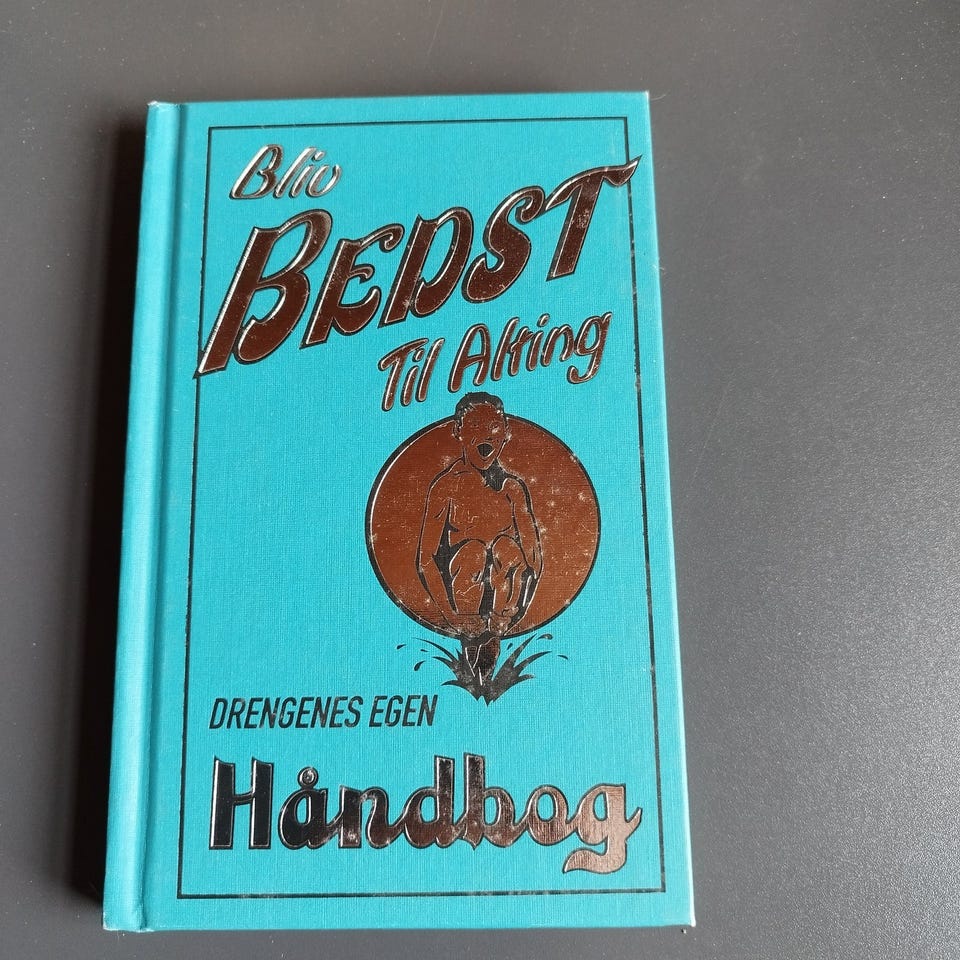 Bliv
BEDST
Til Alting
DRENGENES EGEN
Håndbog